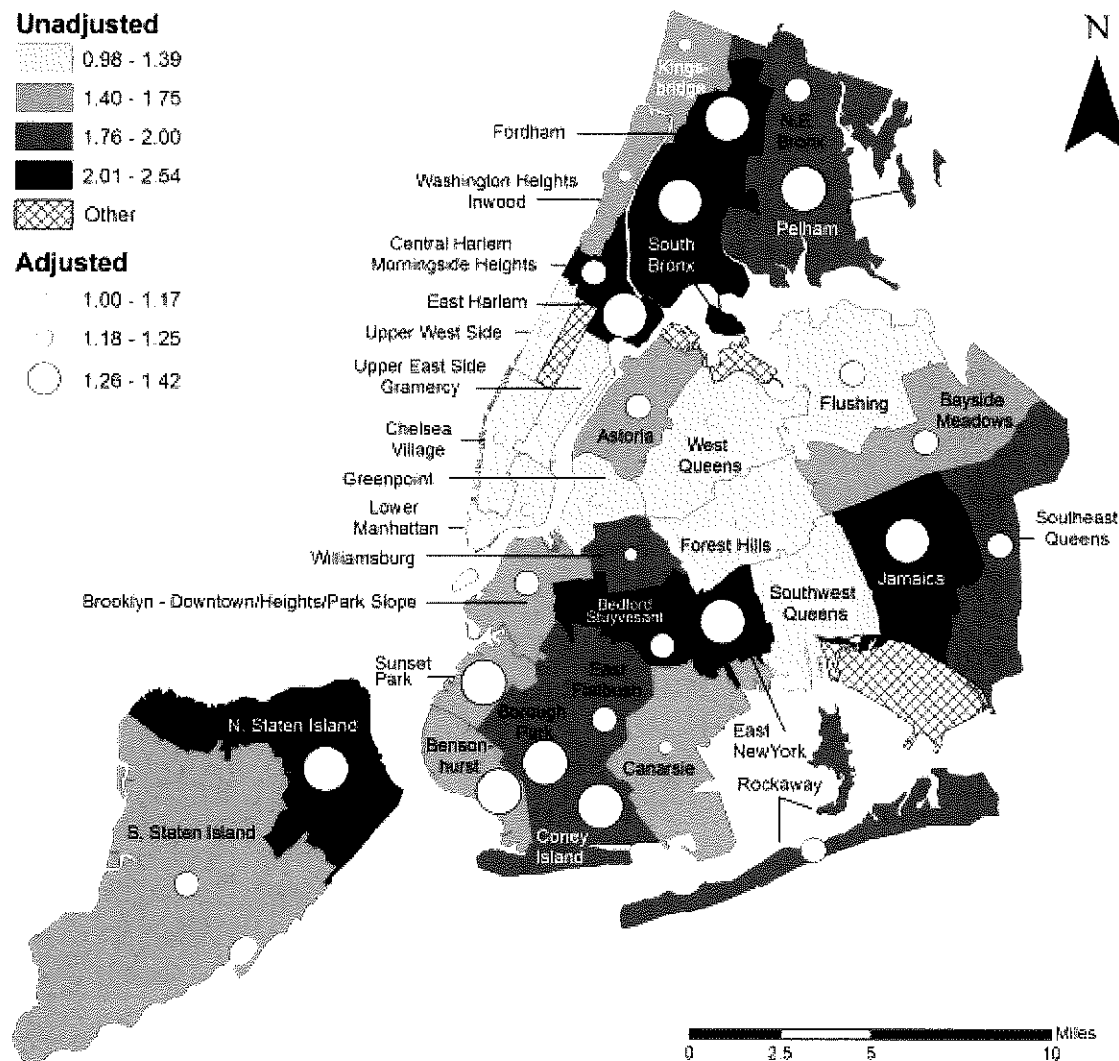 Unadjusted
0.98 - 1.39
1.40 - 1.75
1.76 - 2.00
2.01 - 2.54
Other
Adjusted
1.00 - 1.17
1.18 - 1.25
1.26 - 1.42
N
Kings-
bridge
Fordham
N.E.
Bronx
Washington Heights
Inwood
Pelham
Central Harlem
Morningside Heights
South
Bronx
East Harlem
Upper West Side
Upper East Side
Gramercy
Flushing
Bayside
Meadows
Chelsea
Village
Astoria
West
Queens
Greenpoint
Lower
Manhattan
Forest Hills
Southeast
Queens
Williamsburg
Jamaica
Brooklyn - Downtown/Heights/Park Slope
Bedford
Stuyvesant
Southwest
Queens
Sunset
Park
East
Flatbush
N. Staten Island
Borough
Park
East
NewYork
Benson-
hurst
Canarsie
Rockaway
S. Staten Island
Coney
Island
Miles
0 2.5 5 10